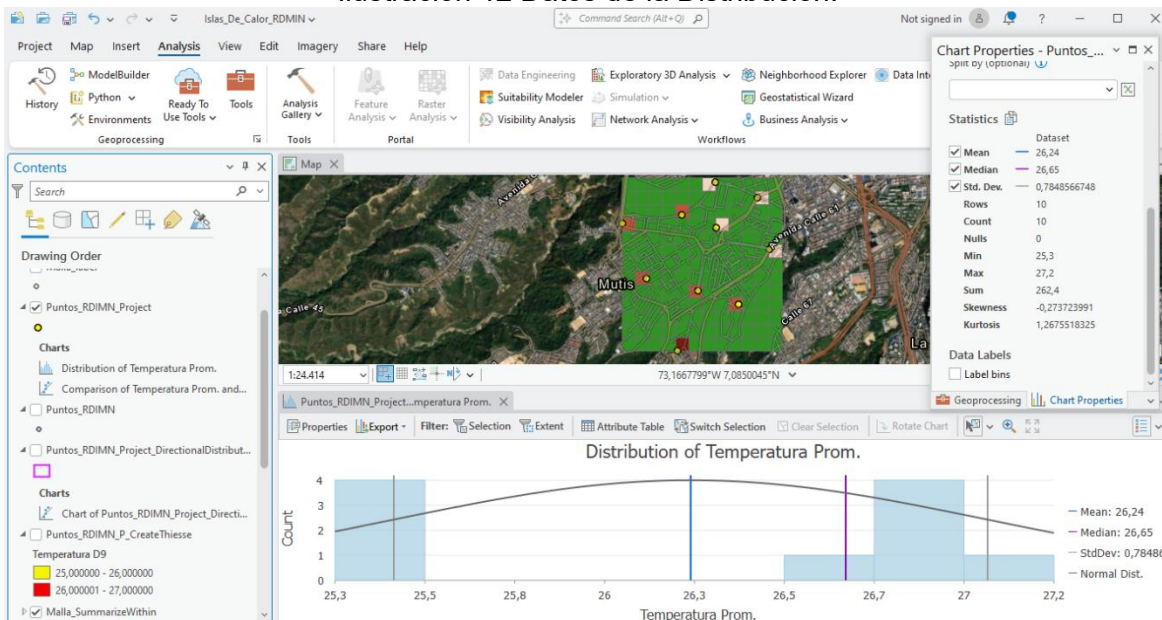 Islas_De_Calor_RDMIN
Command Search (Alt+Q)
Not signed in
8
?
Project Map Insert Analysis View Edit Imagery Share Help
History
ModelBuilder
Python
Environments
Ready To Use Tools
Tools
Geoprocessing
Analysis Gallery
Tools
Feature Analysis
Raster Analysis
Portal
Data Engineering
Suitability Modeler
Visibility Analysis
Exploratory 3D Analysis
Simulation
Network Analysis
Neighborhood Explorer
Geostatistical Wizard
Business Analysis
Data Int
Workflows
Chart Properties - Puntos_...
Split by (optional)
Statistics
Dataset
Mean 26,24
Median 26,65
Std. Dev. 0,7848566748
Rows 10
Count 10
Nulls 0
Min 25,3
Max 27,2
Sum 262,4
Skewness -0,273723991
Kurtosis 1,2675518325
Data Labels
Label bins
Geoprocessing Chart Properties
Contents
Search
Drawing Order
Puntos_RDIMN_Project
Charts
Distribution of Temperatura Prom.
Comparison of Temperatura Prom. and...
Puntos_RDIMN
Puntos_RDIMN_Project_DirectionalDistribut...
Charts
Chart of Puntos_RDIMN_Project_Directi...
Puntos_RDIMN_P_CreateThiesse
Temperatura D9
25,000000 - 26,000000
26,000001 - 27,000000
Malla_SummarizeWithin
Map
Avenida Calle 61
Mutis
Calle 45
Calle 67
La
1:24.414
73,1667799°W 7,0850045°N
Puntos_RDIMN_Project...mperatura Prom.
Properties Export Filter: Selection Extent Attribute Table Switch Selection Clear Selection Rotate Chart
Distribution of Temperatura Prom.
Count
4
3
2
1
0
25,3 25,5 25,8 26 26,3 26,5 26,7 27 27,2
Temperatura Prom.
Mean: 26,24
Median: 26,65
StdDev: 0,78486
Normal Dist.